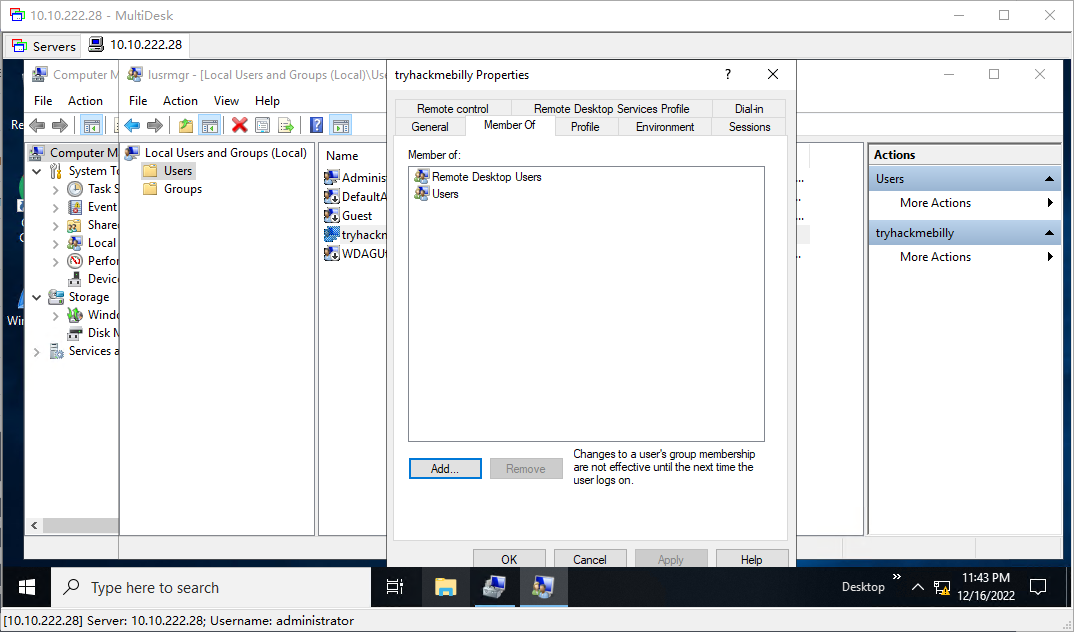 10.10.222.28 - MultiDesk
Servers
10.10.222.28
Computer M
lusrmgr - [Local Users and Groups (Local)\Us
tryhackmebilly Properties
?
File Action
File Action View Help
Remote control Remote Desktop Services Profile Dial-in
General Member Of Profile Environment Sessions
Re
Computer M
System To
Task S
Event
Share
Local
Perfor
Device
Storage
Windo
Disk M
Services a
Wi
Local Users and Groups (Local)
Users
Groups
Name
Adminis
DefaultA
Guest
tryhackm
WDAGU
Member of:
Remote Desktop Users
Users
Add...
Remove
Changes to a user's group membership
are not effective until the next time the
user logs on.
OK Cancel Apply Help
...
...
...
Actions
Users
More Actions
tryhackmebilly
More Actions
Type here to search
Desktop
11:43 PM
12/16/2022
[10.10.222.28] Server: 10.10.222.28; Username: administrator